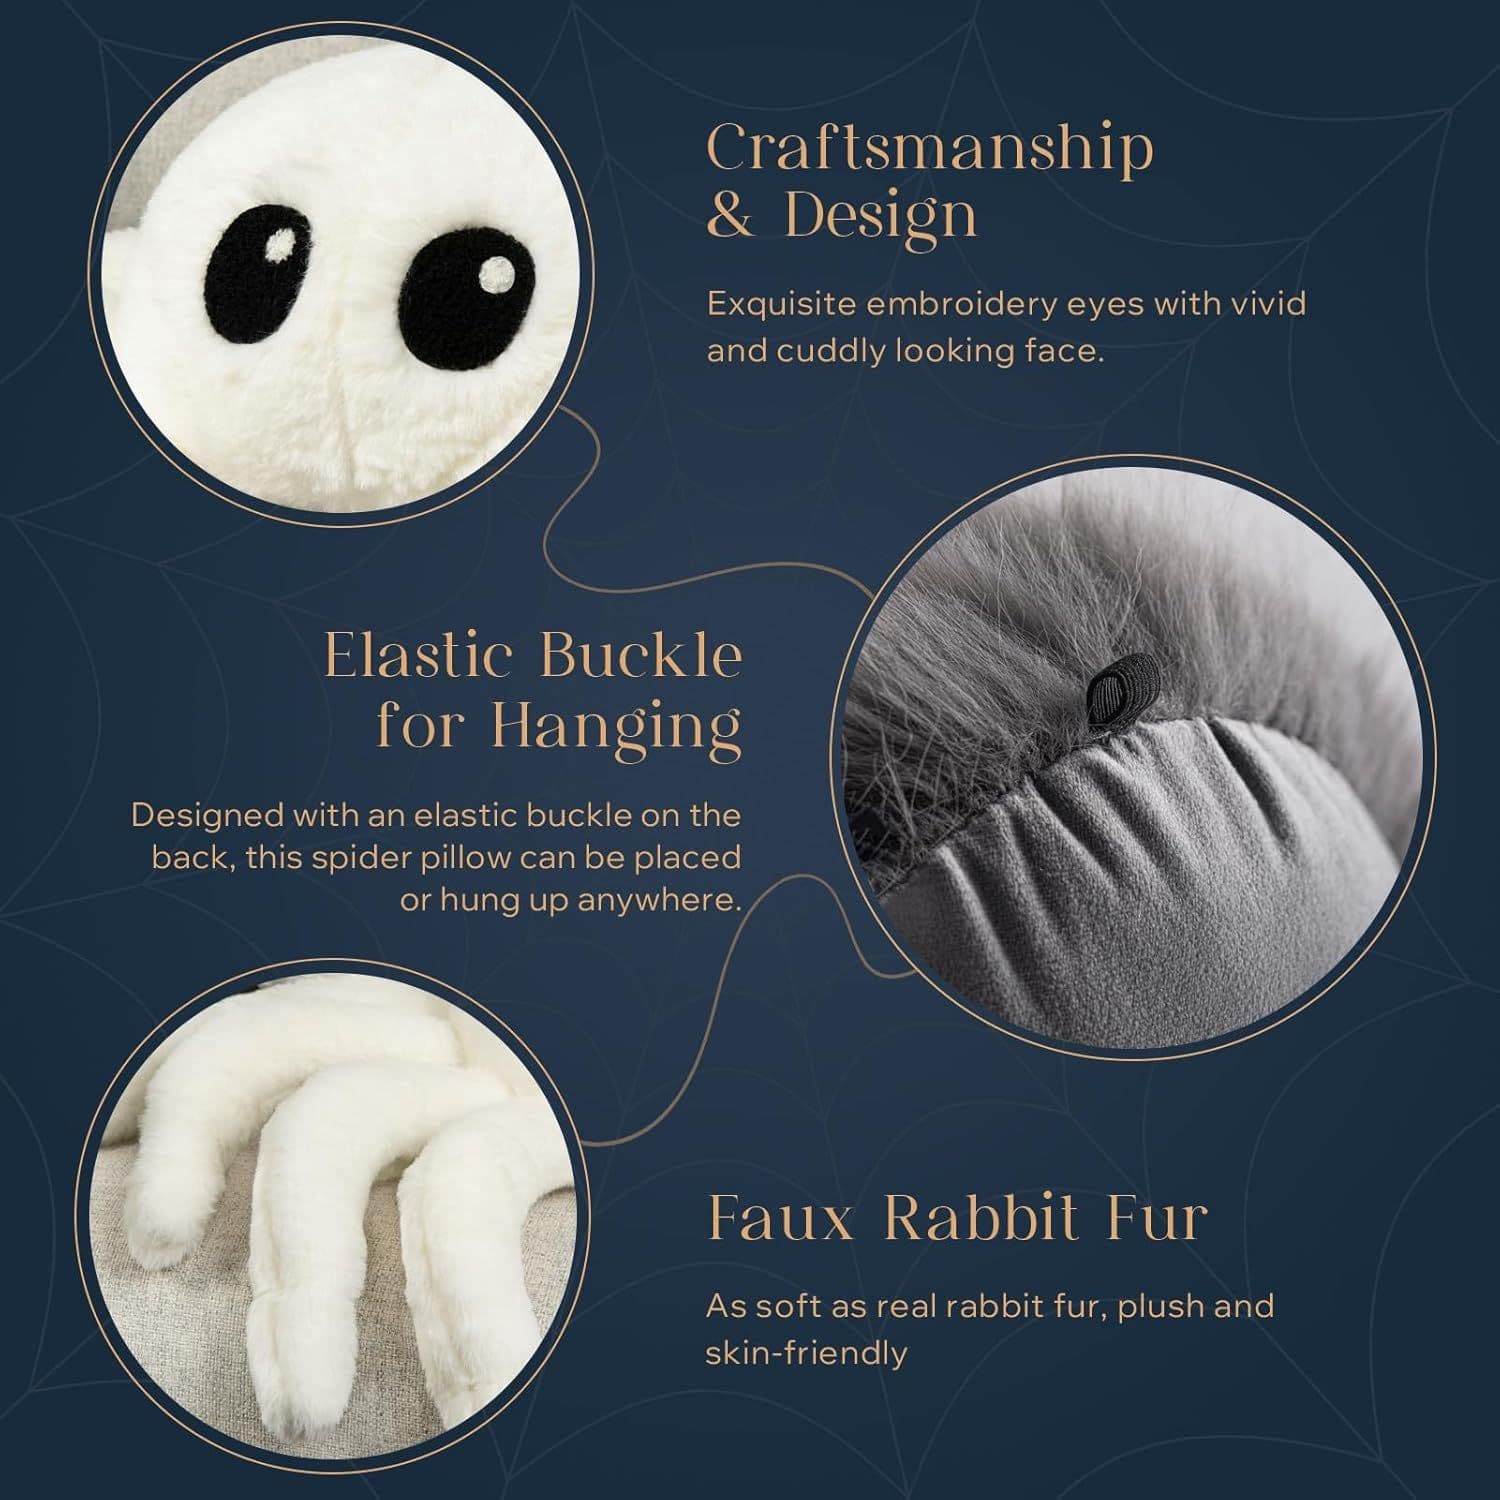 Craftsmanship
& Design
Exquisite embroidery eyes with vivid
and cuddly looking face.
Elastic Buckle
for Hanging
Designed with an elastic buckle on the
back, this spider pillow can be placed
or hung up anywhere.
Faux Rabbit Fur
As soft as real rabbit fur, plush and
skin-friendly